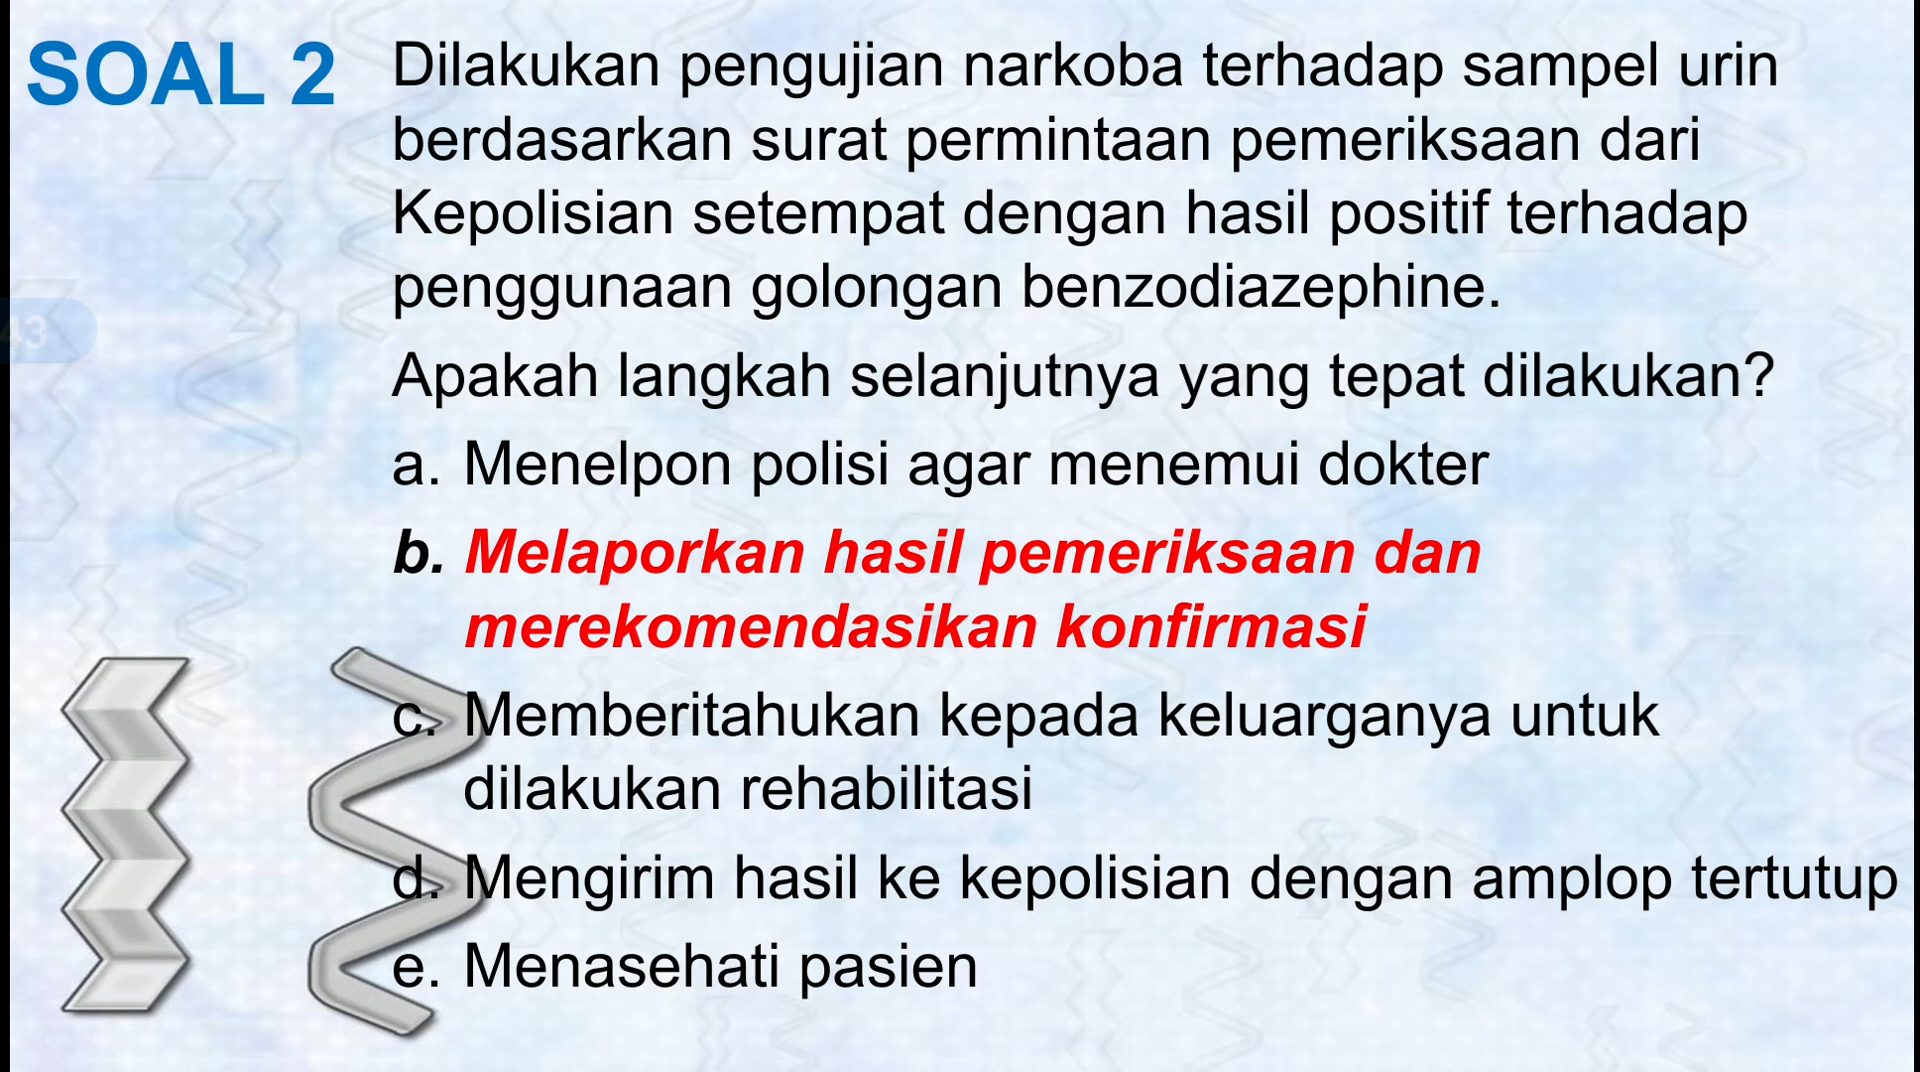 SOAL 2
Dilakukan pengujian narkoba terhadap sampel urin
berdasarkan surat permintaan pemeriksaan dari
Kepolisian setempat dengan hasil positif terhadap
penggunaan golongan benzodiazephine.
43
Apakah langkah selanjutnya yang tepat dilakukan?
a. Menelpon polisi agar menemui dokter
b. Melaporkan hasil pemeriksaan dan
merekomendasikan konfirmasi
c. Memberitahukan kepada keluarganya untuk
dilakukan rehabilitasi
d. Mengirim hasil ke kepolisian dengan amplop tertutup
e. Menasehati pasien